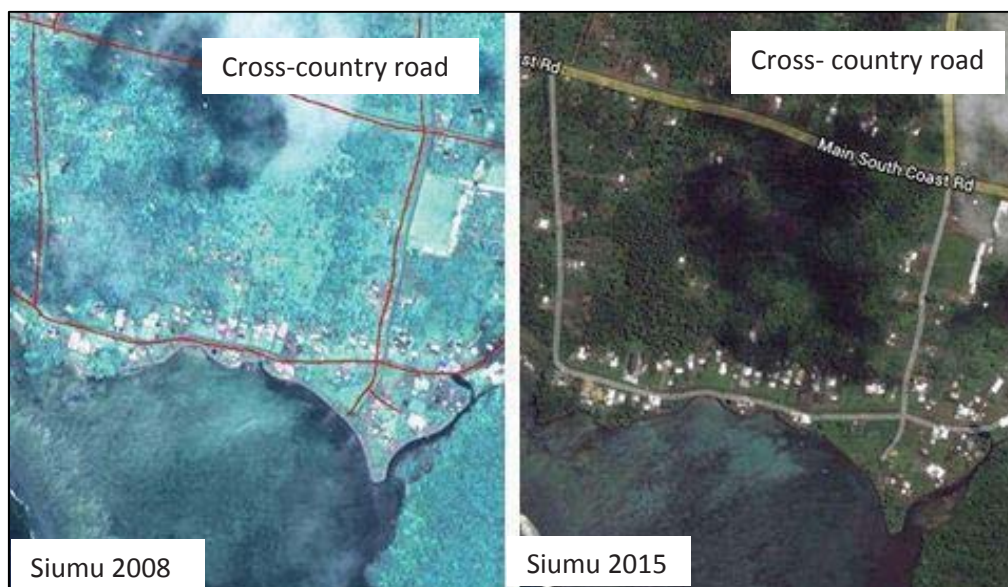 Cross-country road
Siumu 2008
Cross- country road
st Rd
Main South Coast Rd
Siumu 2015